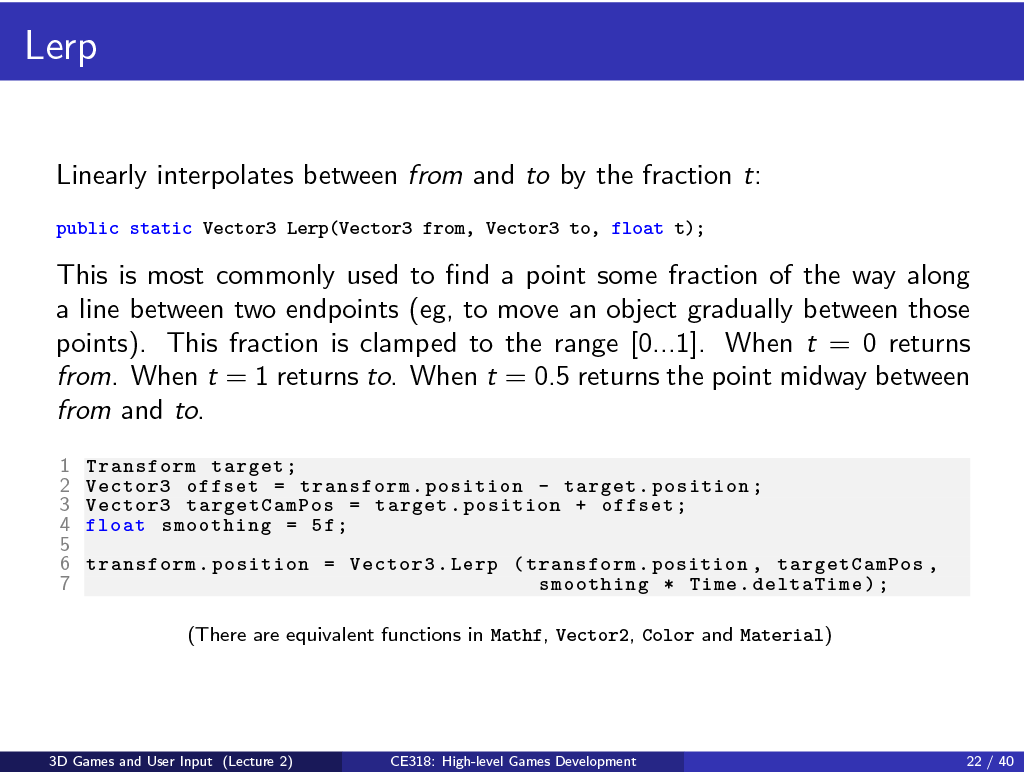 Lerp
Linearly interpolates between from and to by the fraction t:
public static Vector3 Lerp(Vector3 from, Vector3 to, float t);
This is most commonly used to find a point some fraction of the way along
a line between two endpoints (eg, to move an object gradually between those
points). This fraction is clamped to the range [0...1]. When t = 0 returns
from. When t = 1 returns to. When t = 0.5 returns the point midway between
from and to.
1 Transform target;
2 Vector3 offset = transform.position - target.position;
3 Vector3 targetCamPos = target.position + offset;
4 float smoothing = 5f;
5
6 transform.position = Vector3.Lerp (transform.position, targetCamPos,
7 smoothing * Time.deltaTime);
(There are equivalent functions in Mathf, Vector2, Color and Material)
3D Games and User Input (Lecture 2) CE318: High-level Games Development 22 / 40